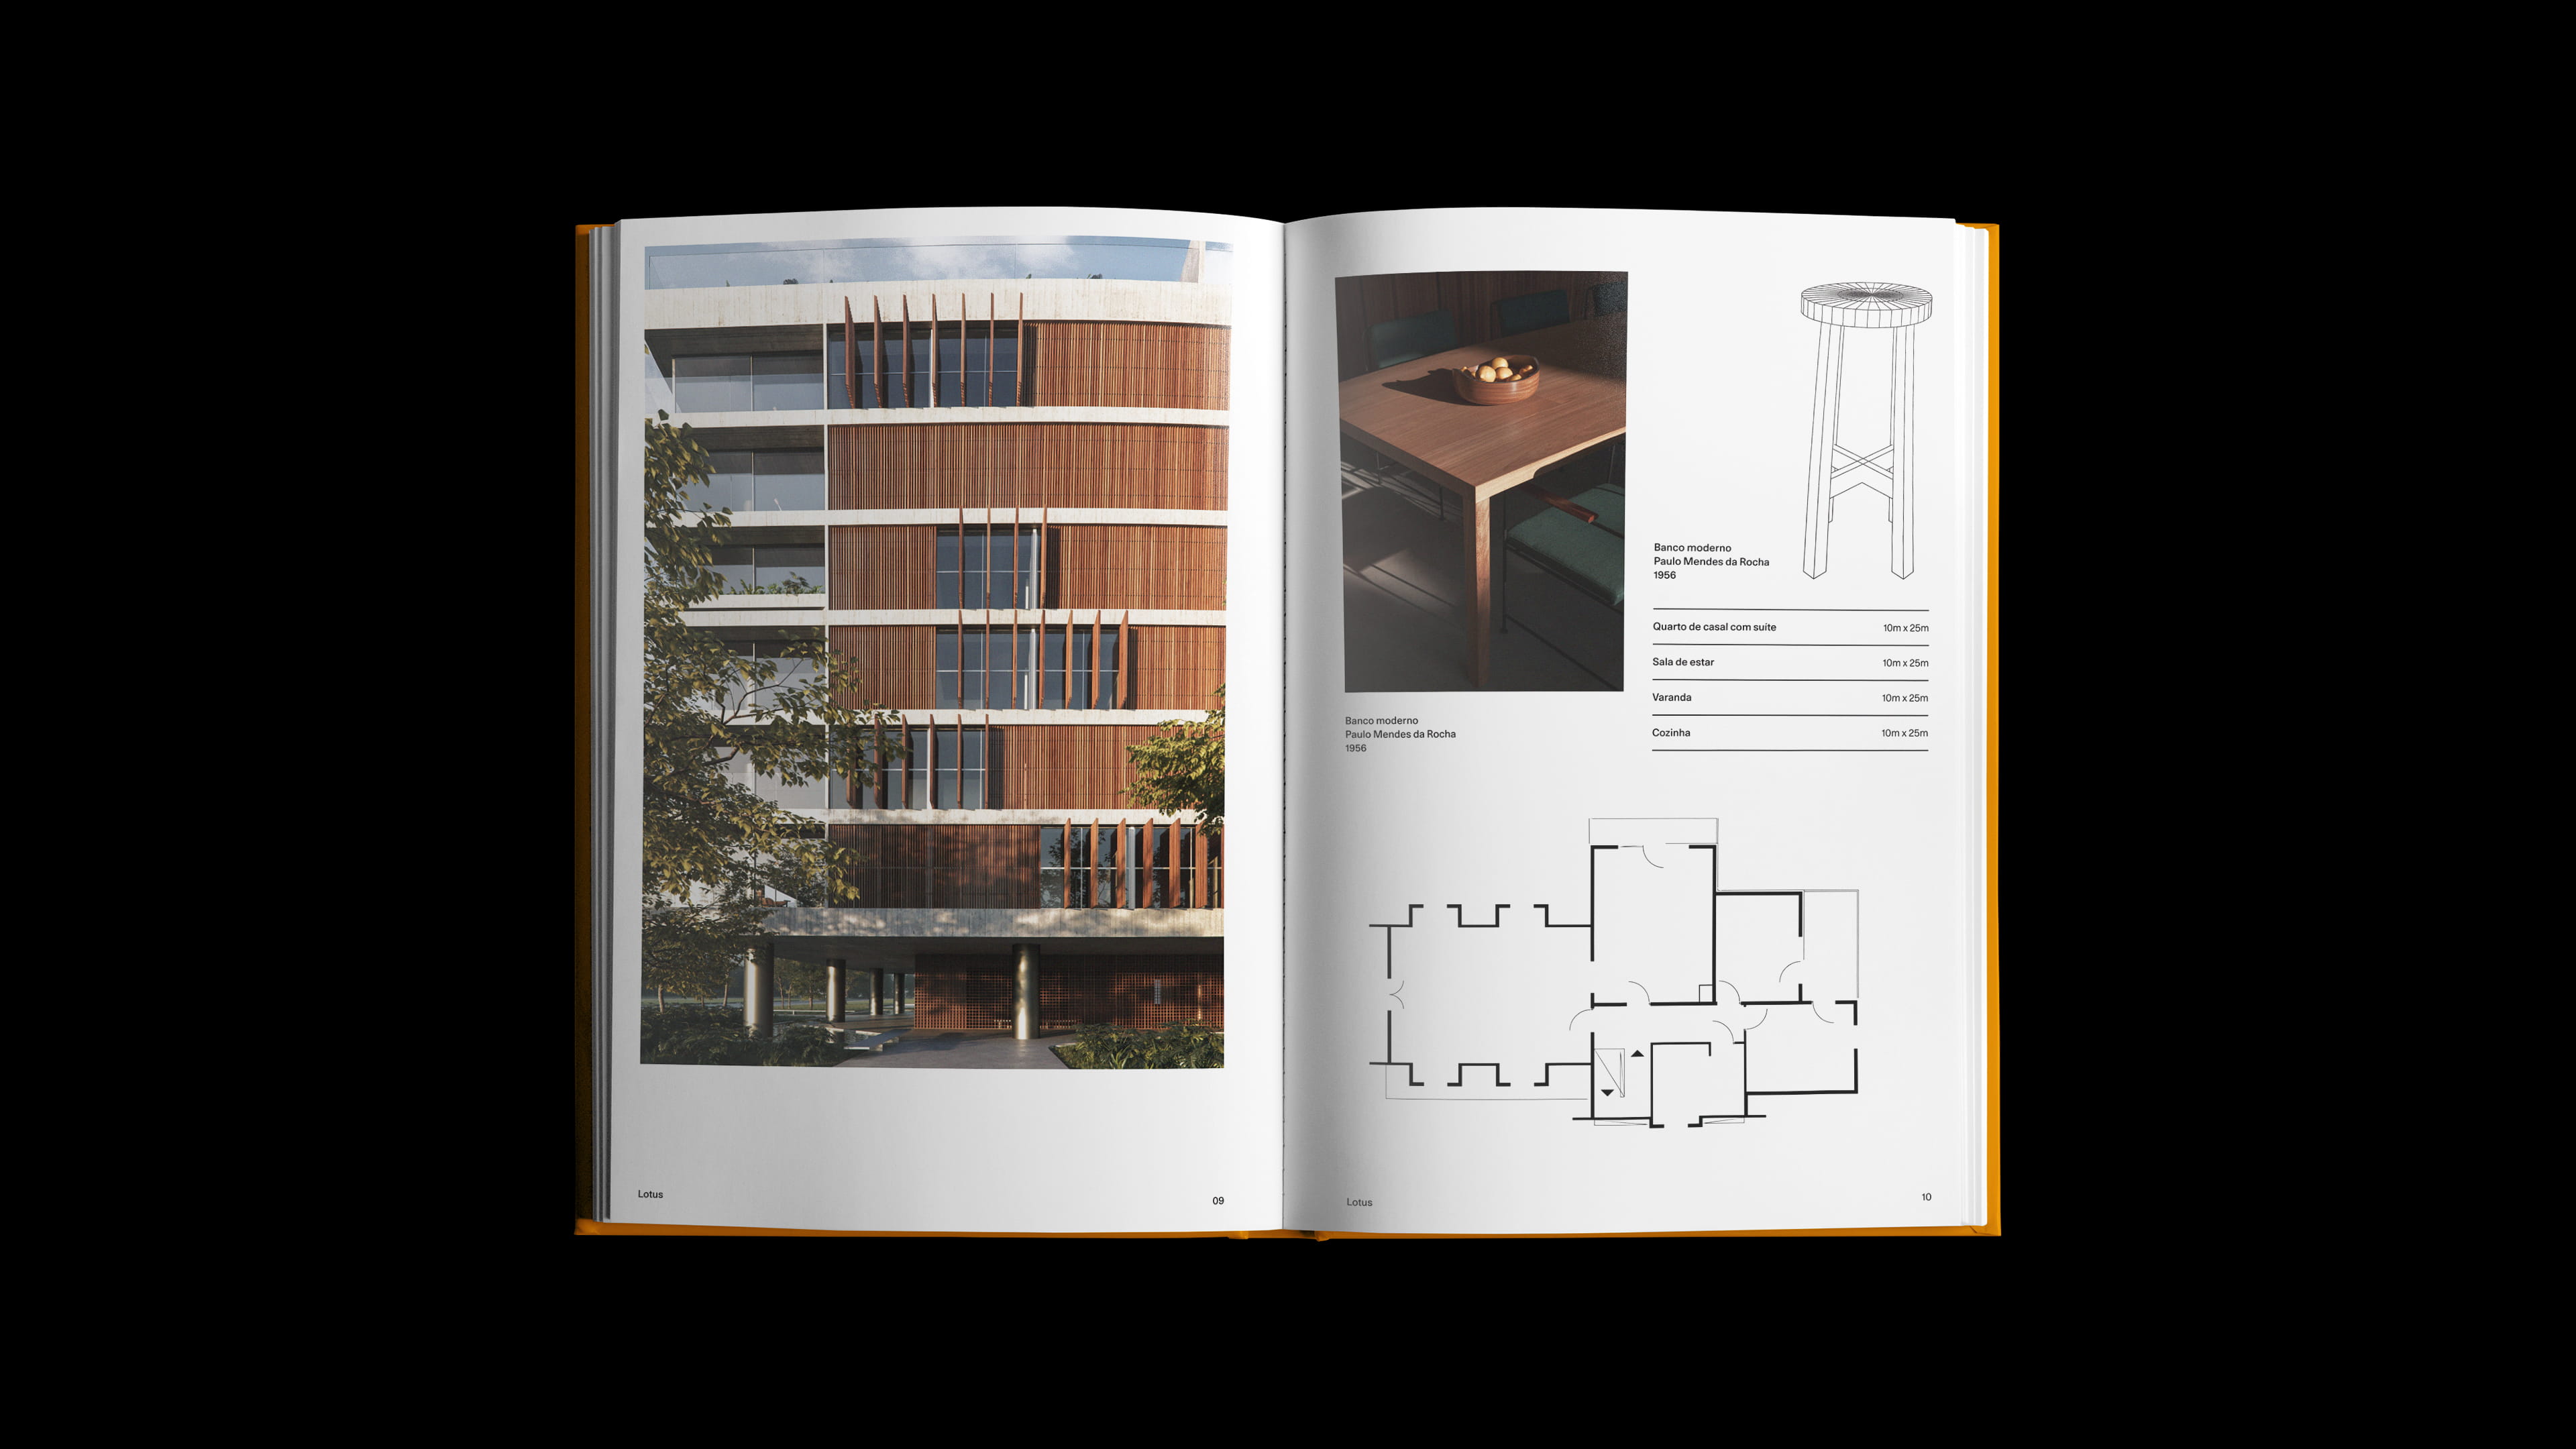 Lotus
09
Banco moderno
Paulo Mendes da Rocha
1956
Banco moderno
Paulo Mendes da Rocha
1956
Quarto de casal com suíte 10m x 25m
Sala de estar 10m x 25m
Varanda 10m x 25m
Cozinha 10m x 25m
Lotus
10